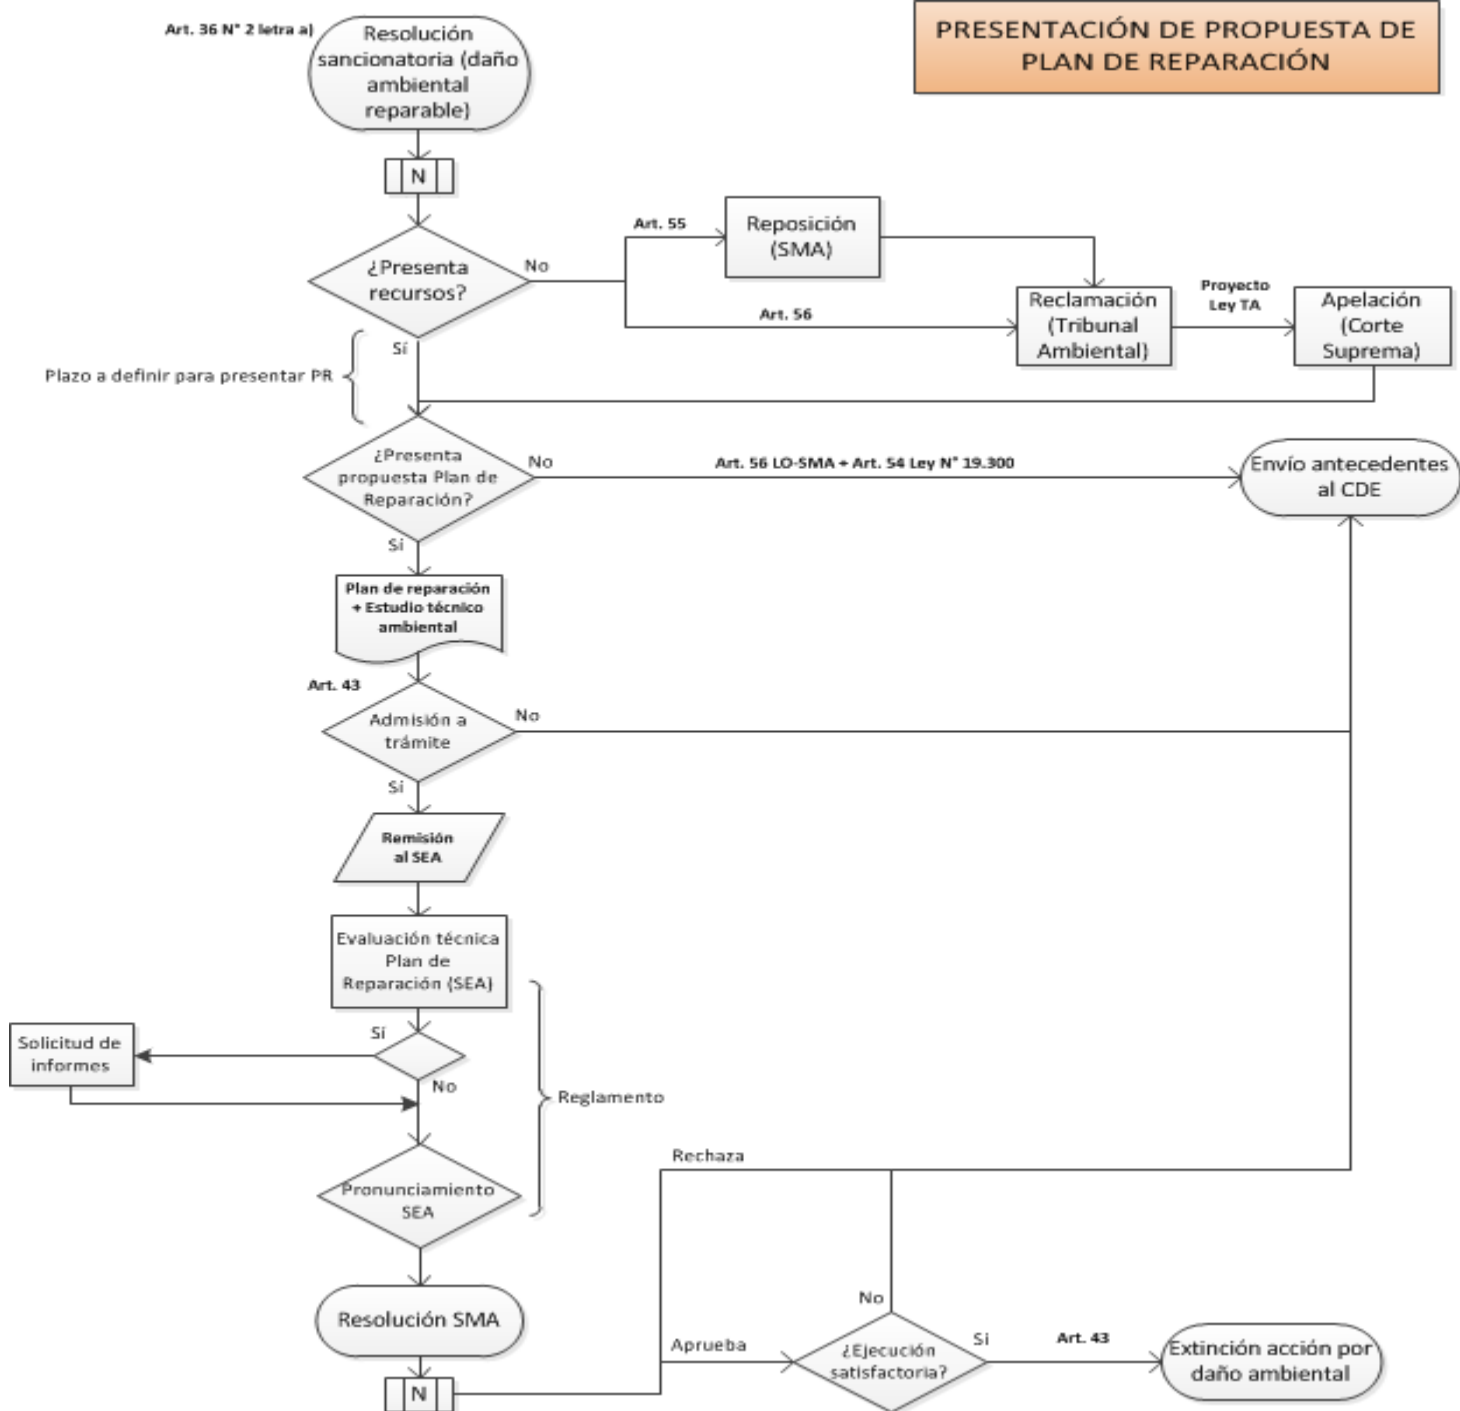 PRESENTACIÓN DE PROPUESTA DE
PLAN DE REPARACIÓN
Art. 36 N° 2 letra a)
Resolución
sancionatoria (daño
ambiental
reparable)
N
¿Presenta
recursos?
No
Sí
Art. 55
Reposición
(SMA)
Art. 56
Reclamación
(Tribunal
Ambiental)
Proyecto
Ley TA
Apelación
(Corte
Suprema)
Plazo a definir para presentar PR
¿Presenta
propuesta Plan de
Reparación?
No
Art. 56 LO-SMA + Art. 54 Ley N° 19.300
Envío antecedentes
al CDE
Sí
Plan de reparación
+ Estudio técnico
ambiental
Art. 43
Admisión a
trámite
No
Sí
Remisión
al SEA
Evaluación técnica
Plan de
Reparación (SEA)
Sí
Solicitud de
informes
No
Reglamento
Pronunciamiento
SEA
Resolución SMA
N
Rechaza
Aprueba
No
¿Ejecución
satisfactoria?
Si
Art. 43
Extinción acción por
daño ambiental